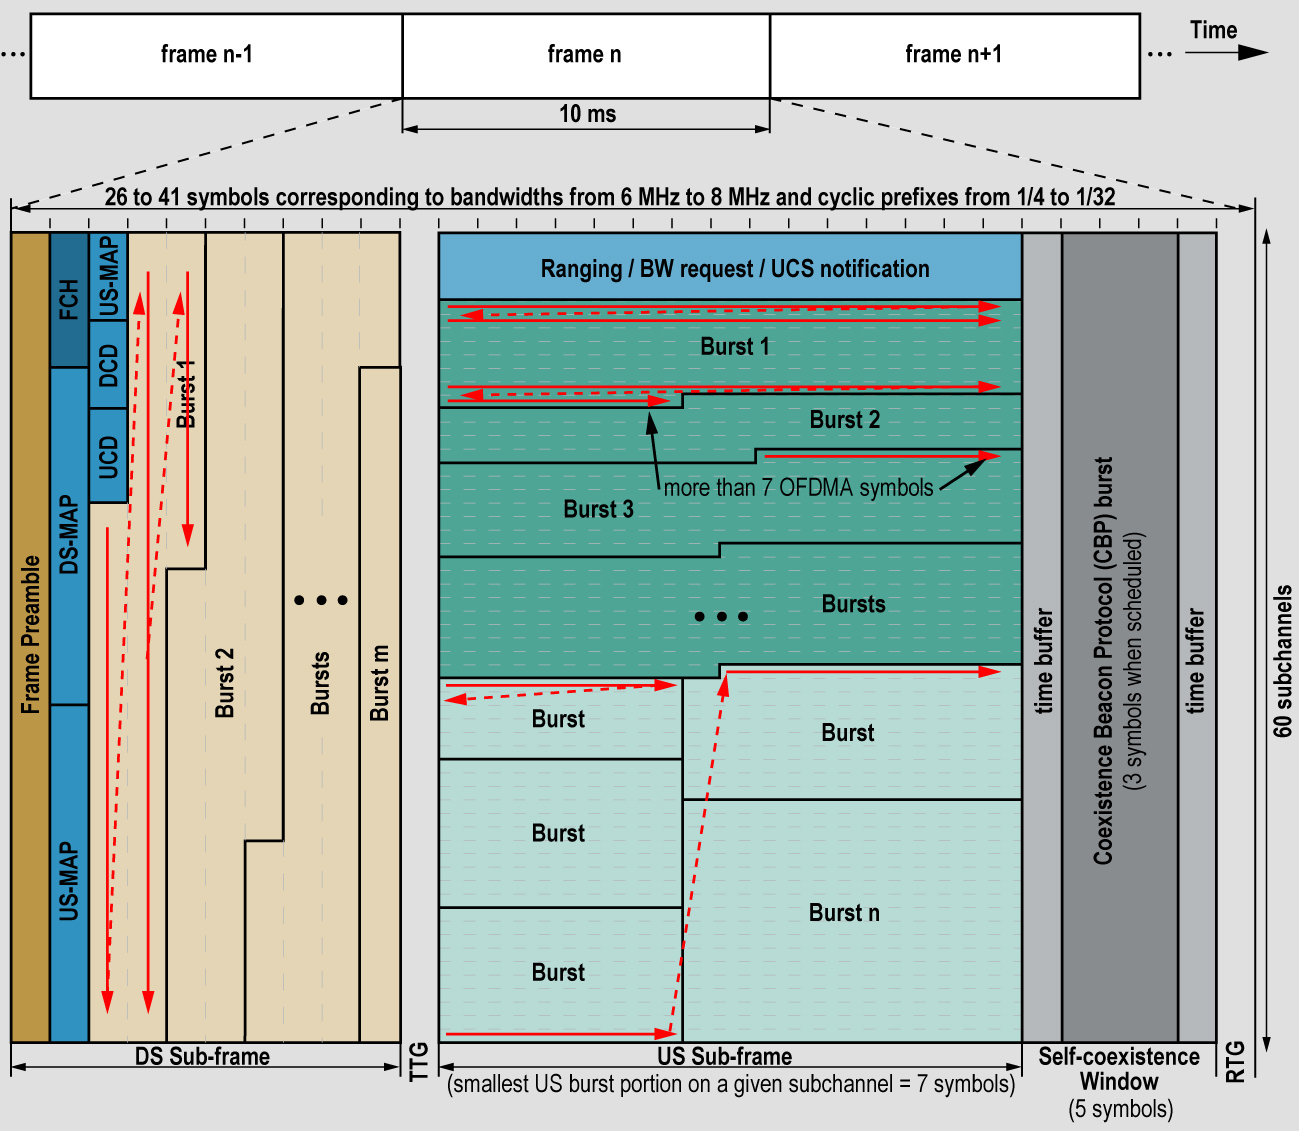 Time
... frame n-1 frame n frame n+1 ...
10 ms
26 to 41 symbols corresponding to bandwidths from 6 MHz to 8 MHz and cyclic prefixes from 1/4 to 1/32
Frame Preamble
FCH
DS-MAP
US-MAP
US-MAP
DCD
UCD
Burst 1
Burst 2
• • •
Bursts
Burst m
DS Sub-frame
TTG
Ranging / BW request / UCS notification
Burst 1
Burst 2
more than 7 OFDMA symbols
Burst 3
• • •
Bursts
Burst
Burst
Burst
Burst
Burst n
US Sub-frame
(smallest US burst portion on a given subchannel = 7 symbols)
time buffer
Coexistence Beacon Protocol (CBP) burst
(3 symbols when scheduled)
time buffer
Self-coexistence
Window
(5 symbols)
RTG
60 subchannels